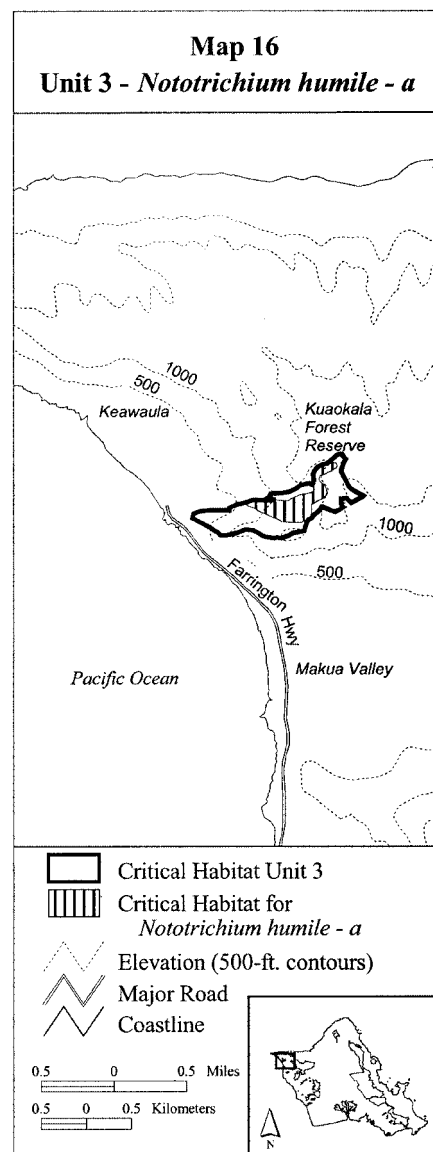 Map 16
Unit 3 - Nototrichium humile - a
1000
500
Keawaula
Kuaokala
Forest
Reserve
1000
500
Farrington Hwy
Makua Valley
Pacific Ocean
Critical Habitat Unit 3
Critical Habitat for
Nototrichium humile - a
Elevation (500-ft. contours)
Major Road
Coastline
0.5 0 0.5 Miles
0.5 0 0.5 Kilometers
N